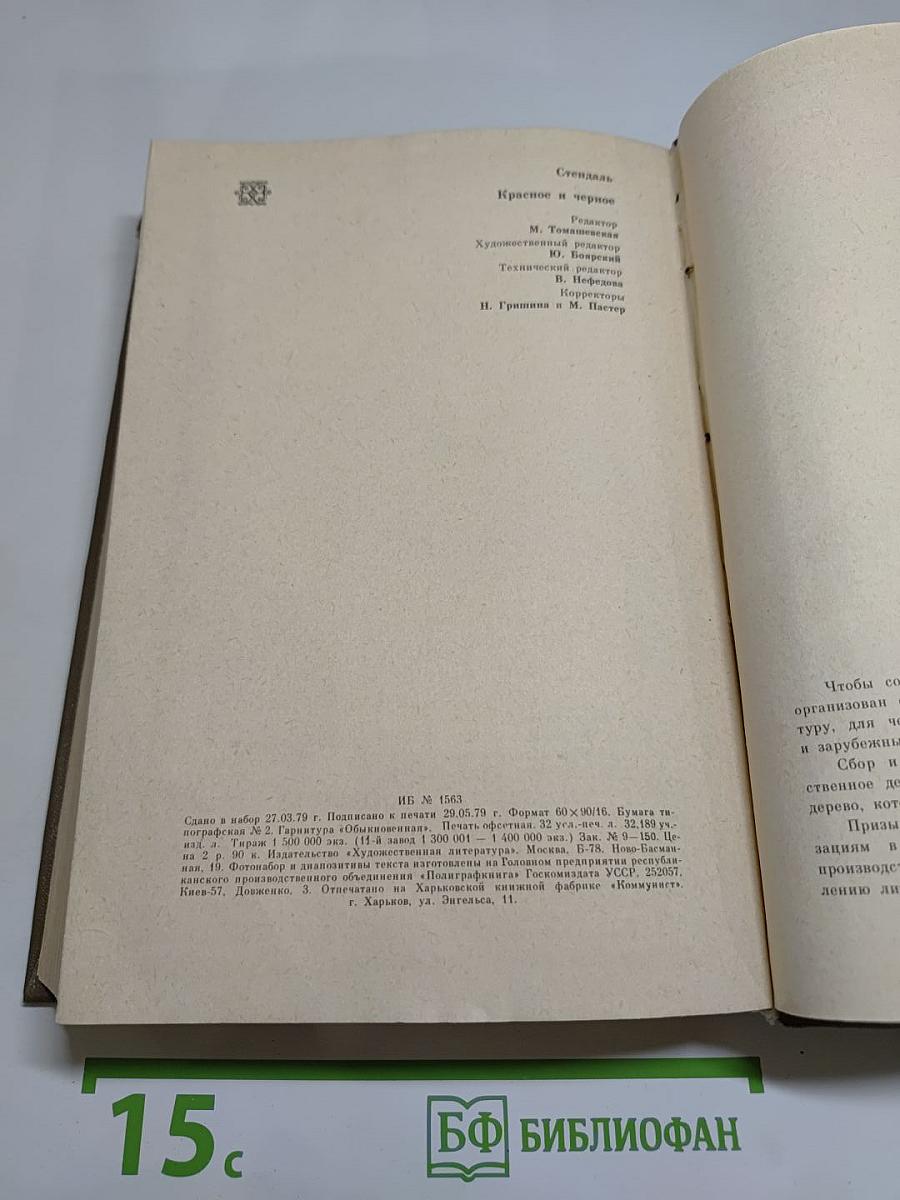 Стендаль
Красное и черное
Редактор
М. Томашевская
Художественный редактор
Ю. Боярский
Технический редактор
В. Нефедова
Корректоры
Н. Гришина и М. Пастер
ИБ № 1563
Сдано в набор 27.03.79 г. Подписано к печати 29.05.79 г. Формат 60×90/16. Бумага ти-
пографская № 2. Гарнитура «Обыкновенная». Печать офсетная. 32 усл.-печ. л. 32,189 уч.-
изд. л. Тираж 1 500 000 экз. (11-й завод 1 300 001 — 1 400 000 экз.) Зак. № 9—150. Це-
на 2 р. 90 к. Издательство «Художественная литература». Москва, Б-78. Ново-Басман-
ная, 19. Фотонабор и диапозитивы текста изготовлены на Головном предприятии республи-
канского производственного объединения «Полиграфкнига» Госкомиздата УССР, 252057,
Киев-57, Довженко, 3. Отпечатано на Харьковской книжной фабрике «Коммунист».
г. Харьков, ул. Энгельса, 11.
Чтобы со
организован
туру, для че
и зарубежны
Сбор и
ственное де
дерево, кот
Призы
зациям в
производст
лению ли
15 с
БФ БИБЛИОФАН